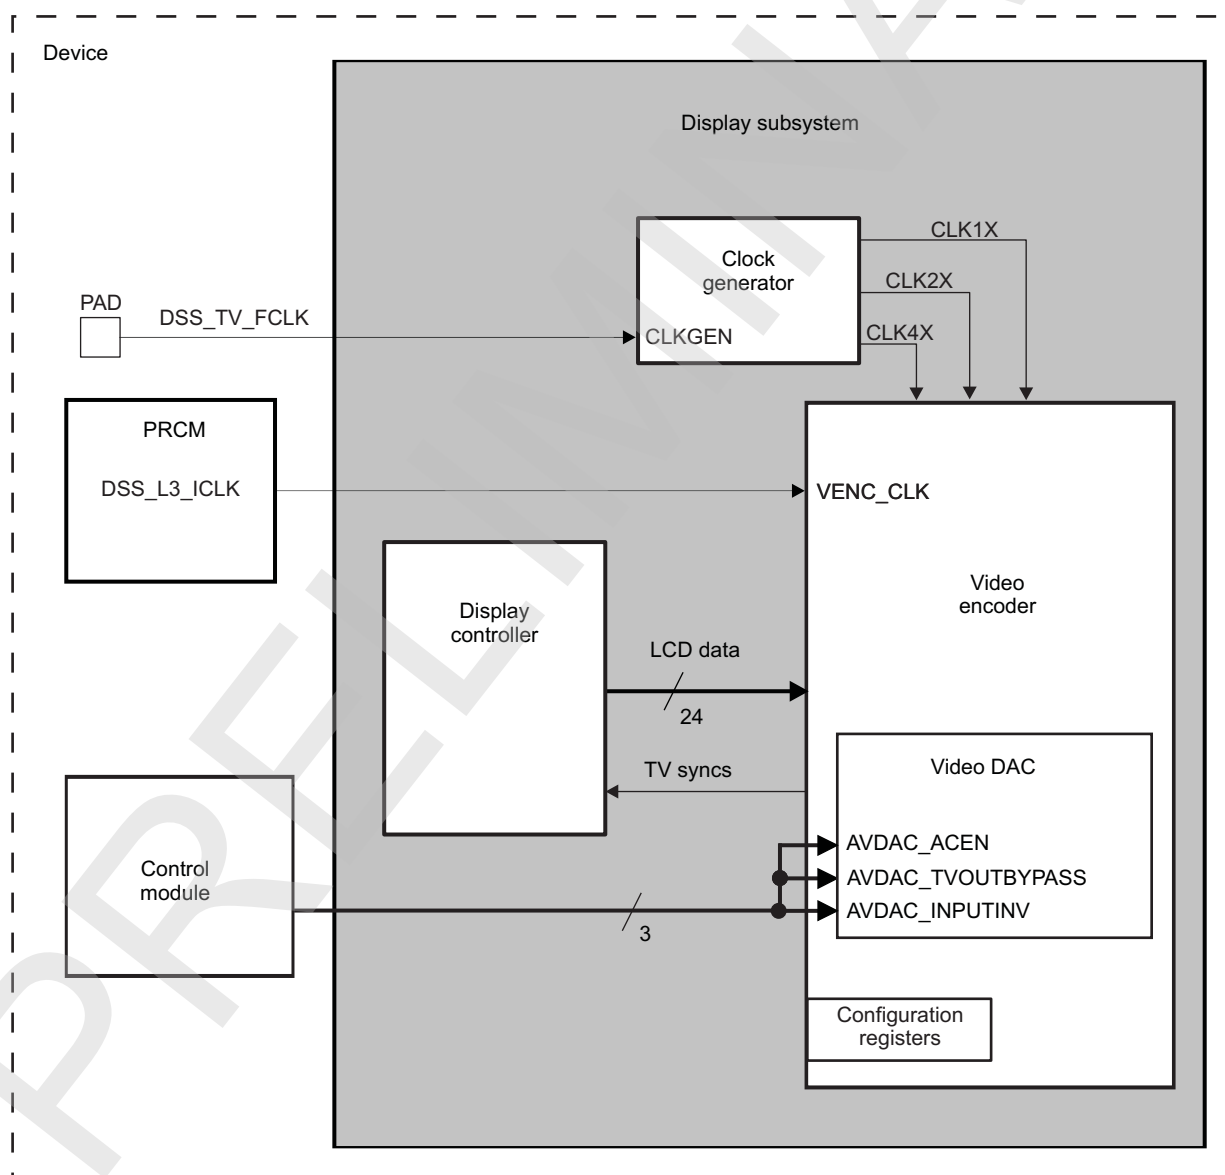 Device
Display subsystem
Clock
generator
CLKGEN
CLK1X
CLK2X
CLK4X
PAD
DSS_TV_FCLK
PRCM
DSS_L3_ICLK
VENC_CLK
Video
encoder
Display
controller
LCD data
24
TV syncs
Video DAC
AVDAC_ACEN
AVDAC_TVOUTBYPASS
AVDAC_INPUTINV
Control
module
3
Configuration
registers
PRELIMINA